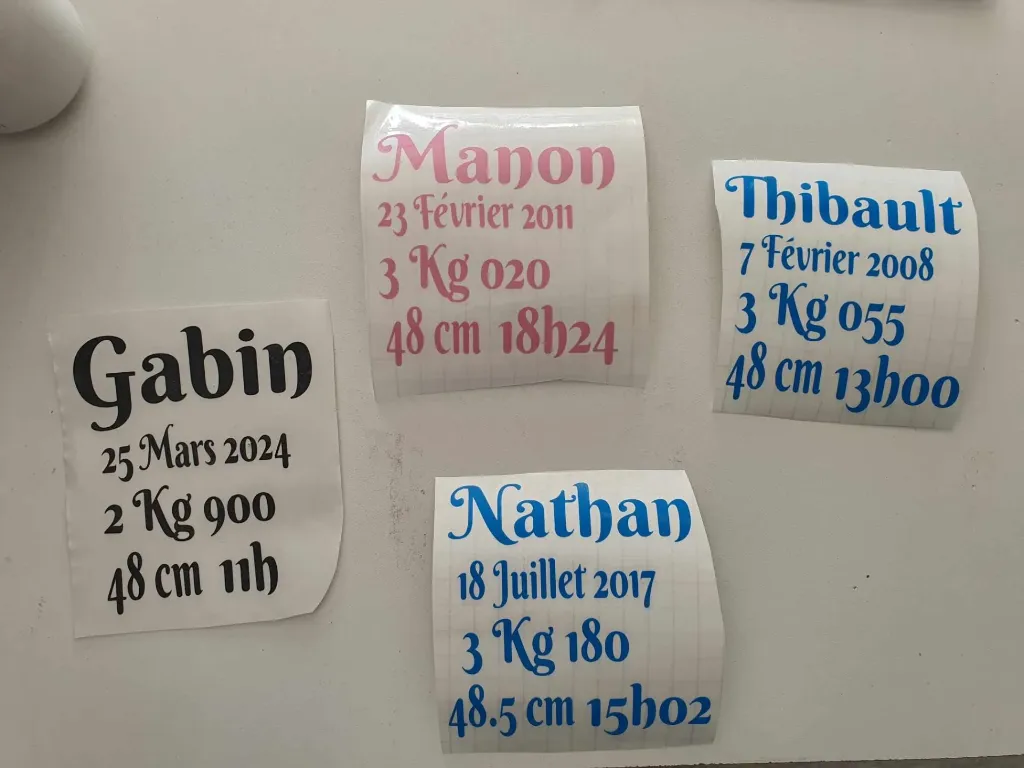 Manon
23 Février 2011
3 Kg 020
48 cm 18h24
Thibault
7 Février 2008
3 Kg 055
48 cm 13h00
Gabin
25 Mars 2024
2 Kg 900
48 cm 11h
Nathan
18 Juillet 2017
3 Kg 180
48.5 cm 15h02